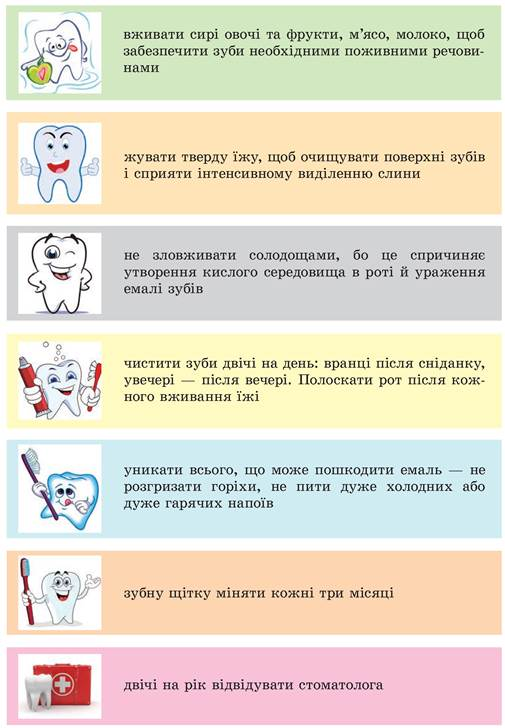 вживати сирі овочі та фрукти, м’ясо, молоко, щоб
забезпечити зуби необхідними поживними речови-
нами
жувати тверду їжу, щоб очищувати поверхні зубів
і сприяти інтенсивному виділенню слини
не зловживати солодощами, бо це спричиняє
утворення кислого середовища в роті й ураження
емалі зубів
чистити зуби двічі на день: вранці після сніданку,
увечері — після вечері. Полоскати рот після кож-
ного вживання їжі
уникати всього, що може пошкодити емаль — не
розгризати горіхи, не пити дуже холодних або
дуже гарячих напоїв
зубну щітку міняти кожні три місяці
двічі на рік відвідувати стоматолога